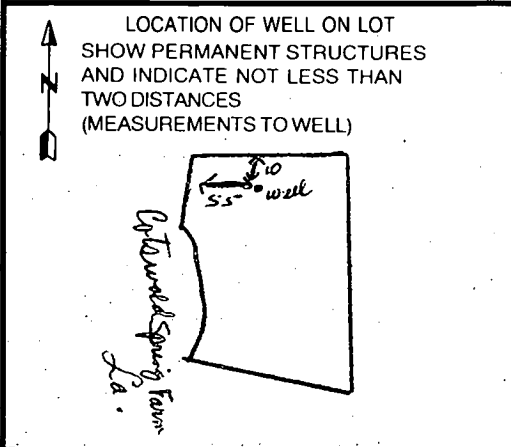 LOCATION OF WELL ON LOT
SHOW PERMANENT STRUCTURES
AND INDICATE NOT LESS THAN
TWO DISTANCES
(MEASUREMENTS TO WELL)
N
10
55
well
Cotswold Spring Farm
La.